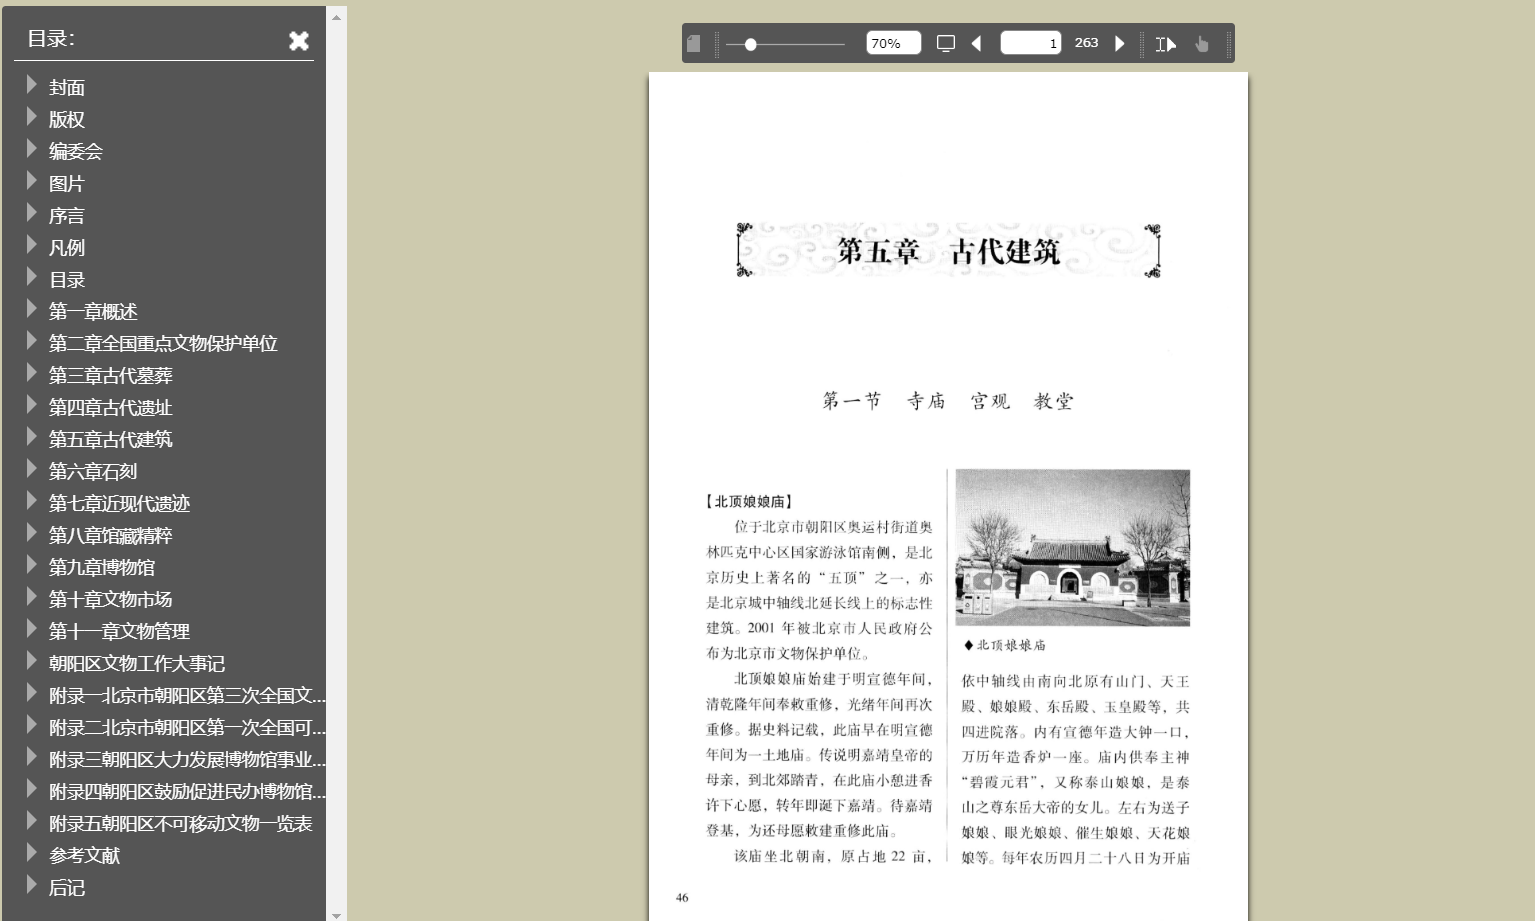 目录:
封面
版权
编委会
图片
序言
凡例
目录
第一章概述
第二章全国重点文物保护单位
第三章古代墓葬
第四章古代遗址
第五章古代建筑
第六章石刻
第七章近现代遗迹
第八章馆藏精粹
第九章博物馆
第十章文物市场
第十一章文物管理
朝阳区文物工作大事记
附录一北京市朝阳区第三次全国文...
附录二北京市朝阳区第一次全国可...
附录三朝阳区大力发展博物馆事业...
附录四朝阳区鼓励促进民办博物馆...
附录五朝阳区不可移动文物一览表
参考文献
后记
70%
1
263
第五章 古代建筑
第一节 寺庙 宫观 教堂
【北顶娘娘庙】
位于北京市朝阳区奥运村街道奥
林匹克中心区国家游泳馆南侧，是北
京历史上著名的“五顶”之一，亦
是北京城中轴线北延长线上的标志性
建筑。2001 年被北京市人民政府公
布为北京市文物保护单位。
北顶娘娘庙始建于明宣德年间，
清乾隆年间奉敕重修，光绪年间再次
重修。据史料记载，此庙早在明宣德
年间为一土地庙。传说明嘉靖皇帝的
母亲，到北郊踏青，在此庙小憩进香
许下心愿，转年即诞下嘉靖。待嘉靖
登基，为还母愿敕建重修此庙。
该庙坐北朝南，原占地 22 亩，
◆北顶娘娘庙
依中轴线由南向北原有山门、天王
殿、娘娘殿、东岳殿、玉皇殿等，共
四进院落。内有宣德年造大钟一口，
万历年造香炉一座。庙内供奉主神
“碧霞元君”，又称泰山娘娘，是泰
山之尊东岳大帝的女儿。左右为送子
娘娘、眼光娘娘、催生娘娘、天花娘
娘等。每年农历四月二十八日为开庙
46